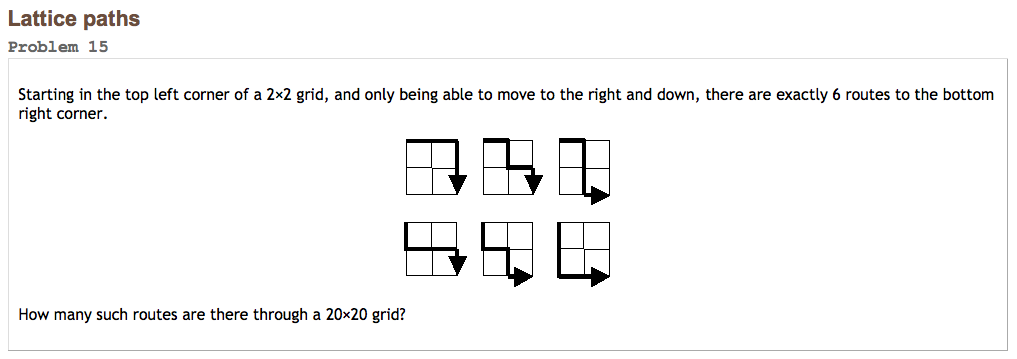 Lattice paths
Problem 15
Starting in the top left corner of a 2×2 grid, and only being able to move to the right and down, there are exactly 6 routes to the bottom
right corner.
How many such routes are there through a 20×20 grid?